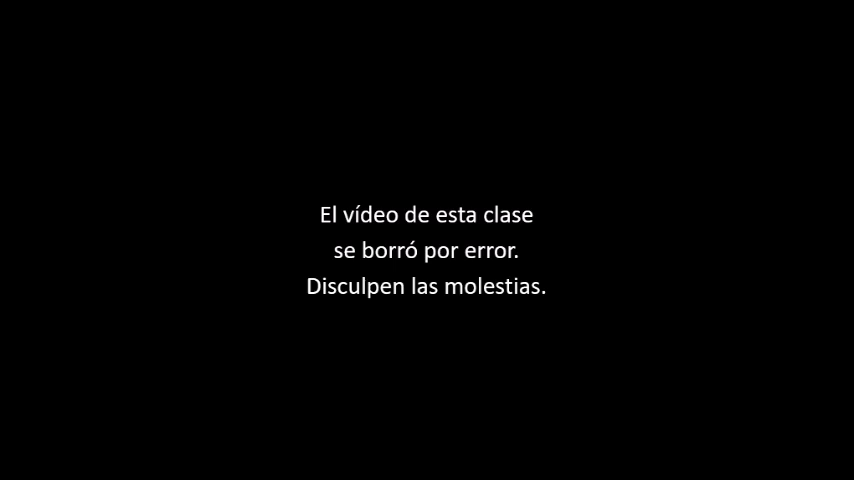 El vídeo de esta clase
se borró por error.
Disculpen las molestias.